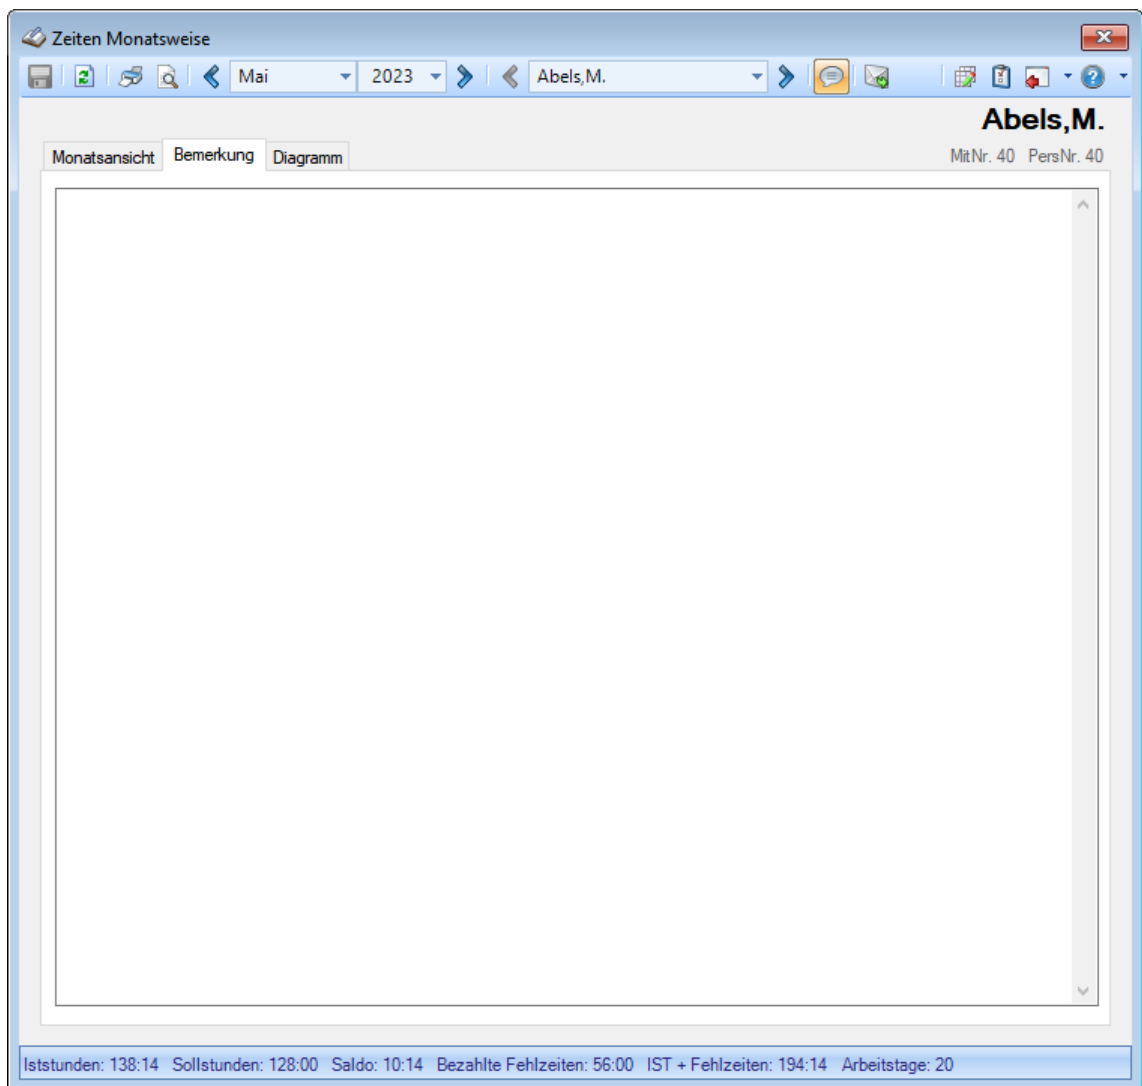 Zeiten Monatsweise
Mai 2023 Abels,M.
Abels,M.
Monatsansicht Bemerkung Diagramm MitNr. 40 PersNr. 40
Iststunden: 138:14 Sollstunden: 128:00 Saldo: 10:14 Bezahlte Fehlzeiten: 56:00 IST + Fehlzeiten: 194:14 Arbeitstage: 20